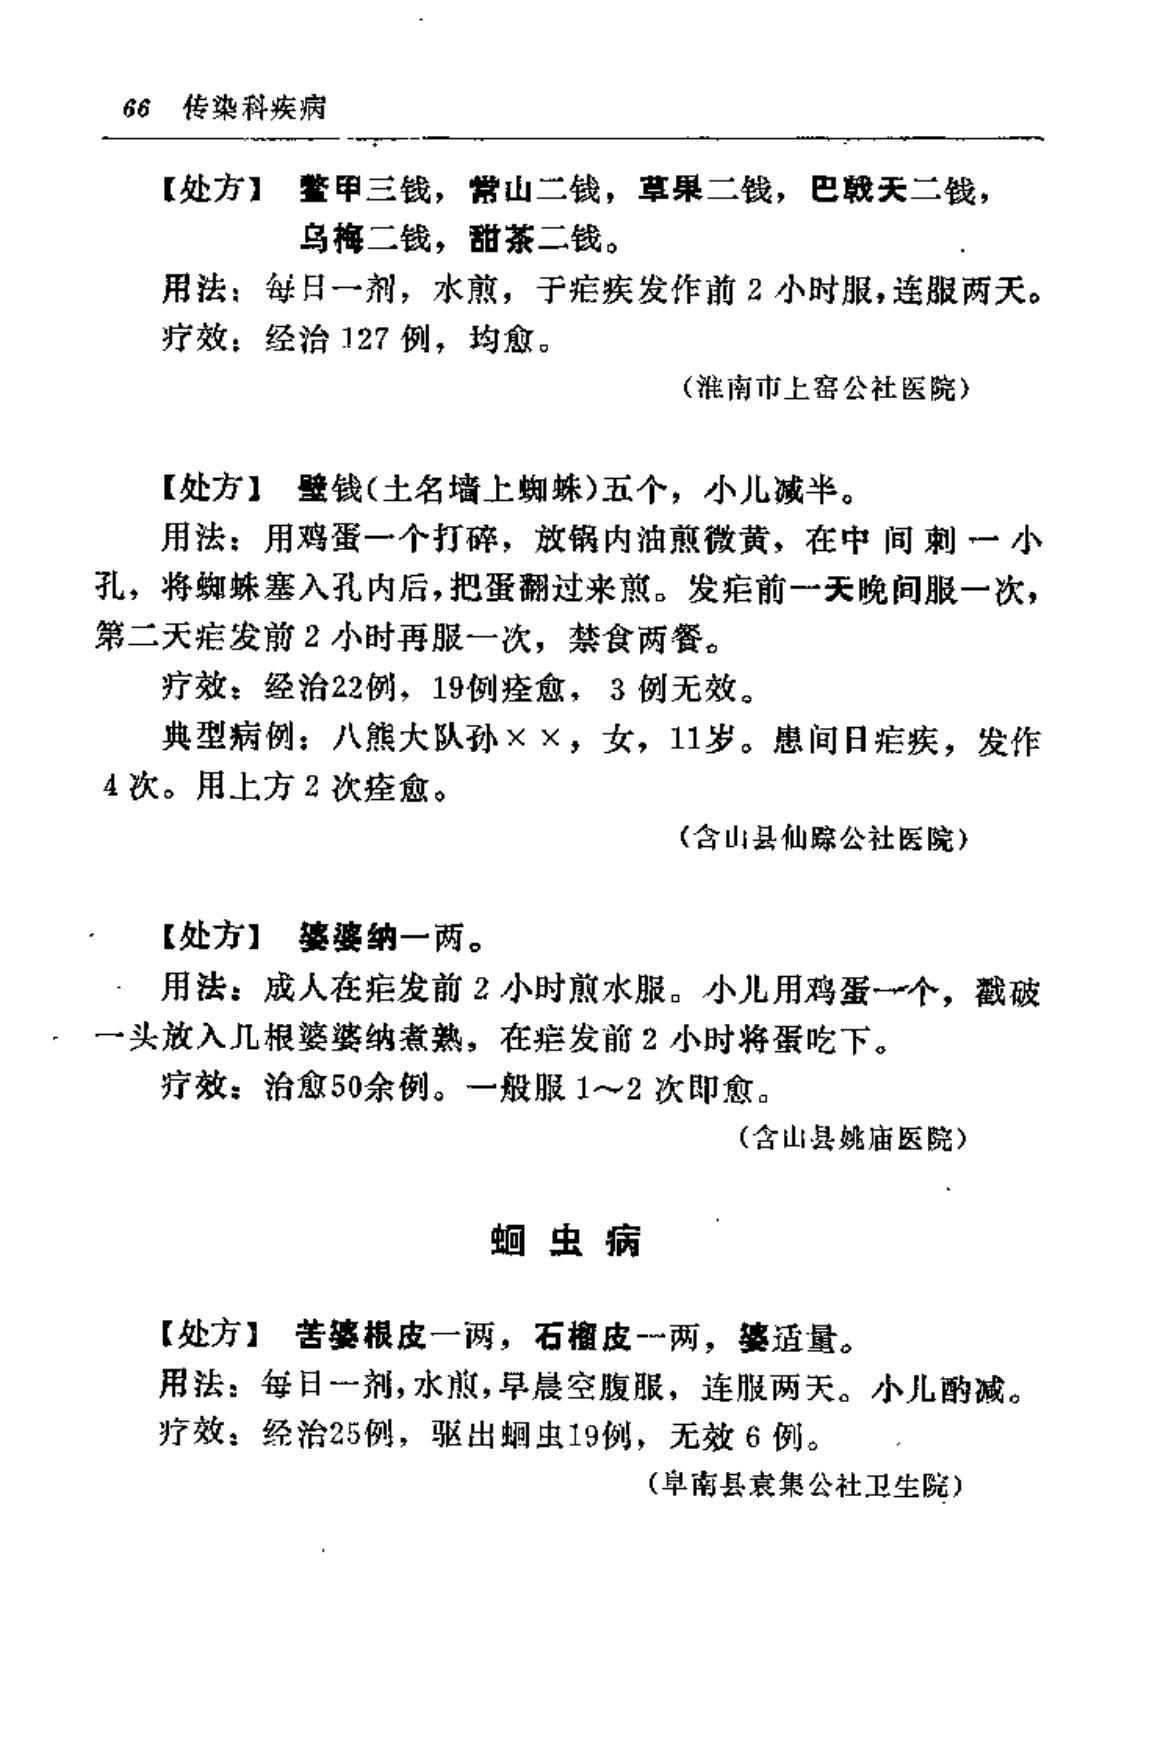 66 传染科疾病
【处方】 鳖甲三钱，常山二钱，草果二钱，巴戟天二钱，
乌梅二钱，甜茶二钱。
用法：每日一剂，水煎，于疟疾发作前 2 小时服，连服两天。
疗效：经治 127 例，均愈。
（淮南市上窑公社医院）
【处方】 壁钱(土名墙上蜘蛛)五个，小儿减半。
用法：用鸡蛋一个打碎，放锅内油煎微黄，在中间刺一小
孔，将蜘蛛塞入孔内后，把蛋翻过来煎。发疟前一天晚间服一次，
第二天疟发前 2 小时再服一次，禁食两餐。
疗效：经治22例，19例痊愈，3 例无效。
典型病例：八熊大队孙××，女，11岁。患间日疟疾，发作
4 次。用上方 2 次痊愈。
（含山县仙踪公社医院）
【处方】 婆婆纳一两。
用法：成人在疟发前 2 小时煎水服。小儿用鸡蛋一个，戳破
一头放入几根婆婆纳煮熟，在疟发前 2 小时将蛋吃下。
疗效：治愈50余例。一般服 1～2 次即愈。
（含山县姚庙医院）
蛔虫病
【处方】 苦婆根皮一两，石榴皮一两，婆适量。
用法：每日一剂，水煎，早晨空腹服，连服两天。小儿酌减。
疗效：经治25例，驱出蛔虫19例，无效 6 例。
（阜南县袁集公社卫生院）